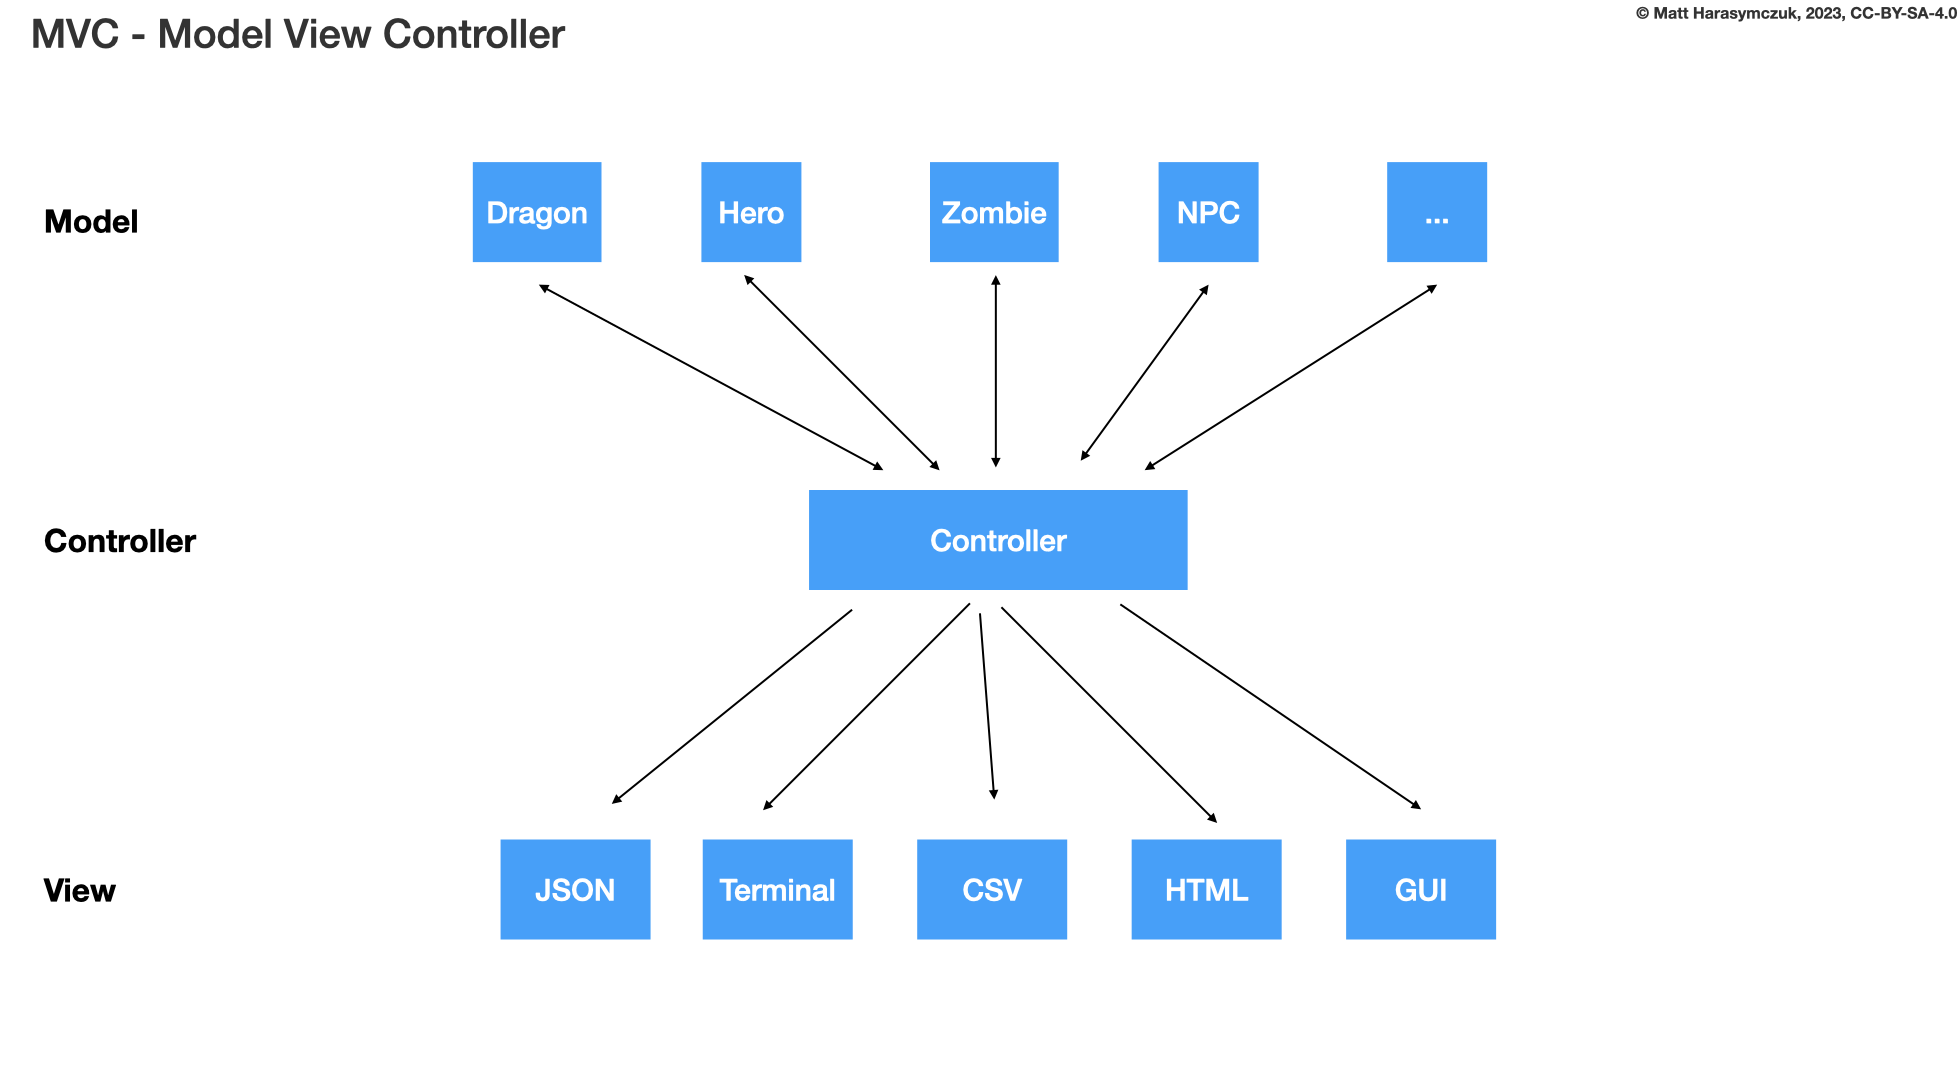 MVC - Model View Controller
© Matt Harasymczuk, 2023, CC-BY-SA-4.0
Model
Dragon
Hero
Zombie
NPC
...
Controller
Controller
View
JSON
Terminal
CSV
HTML
GUI